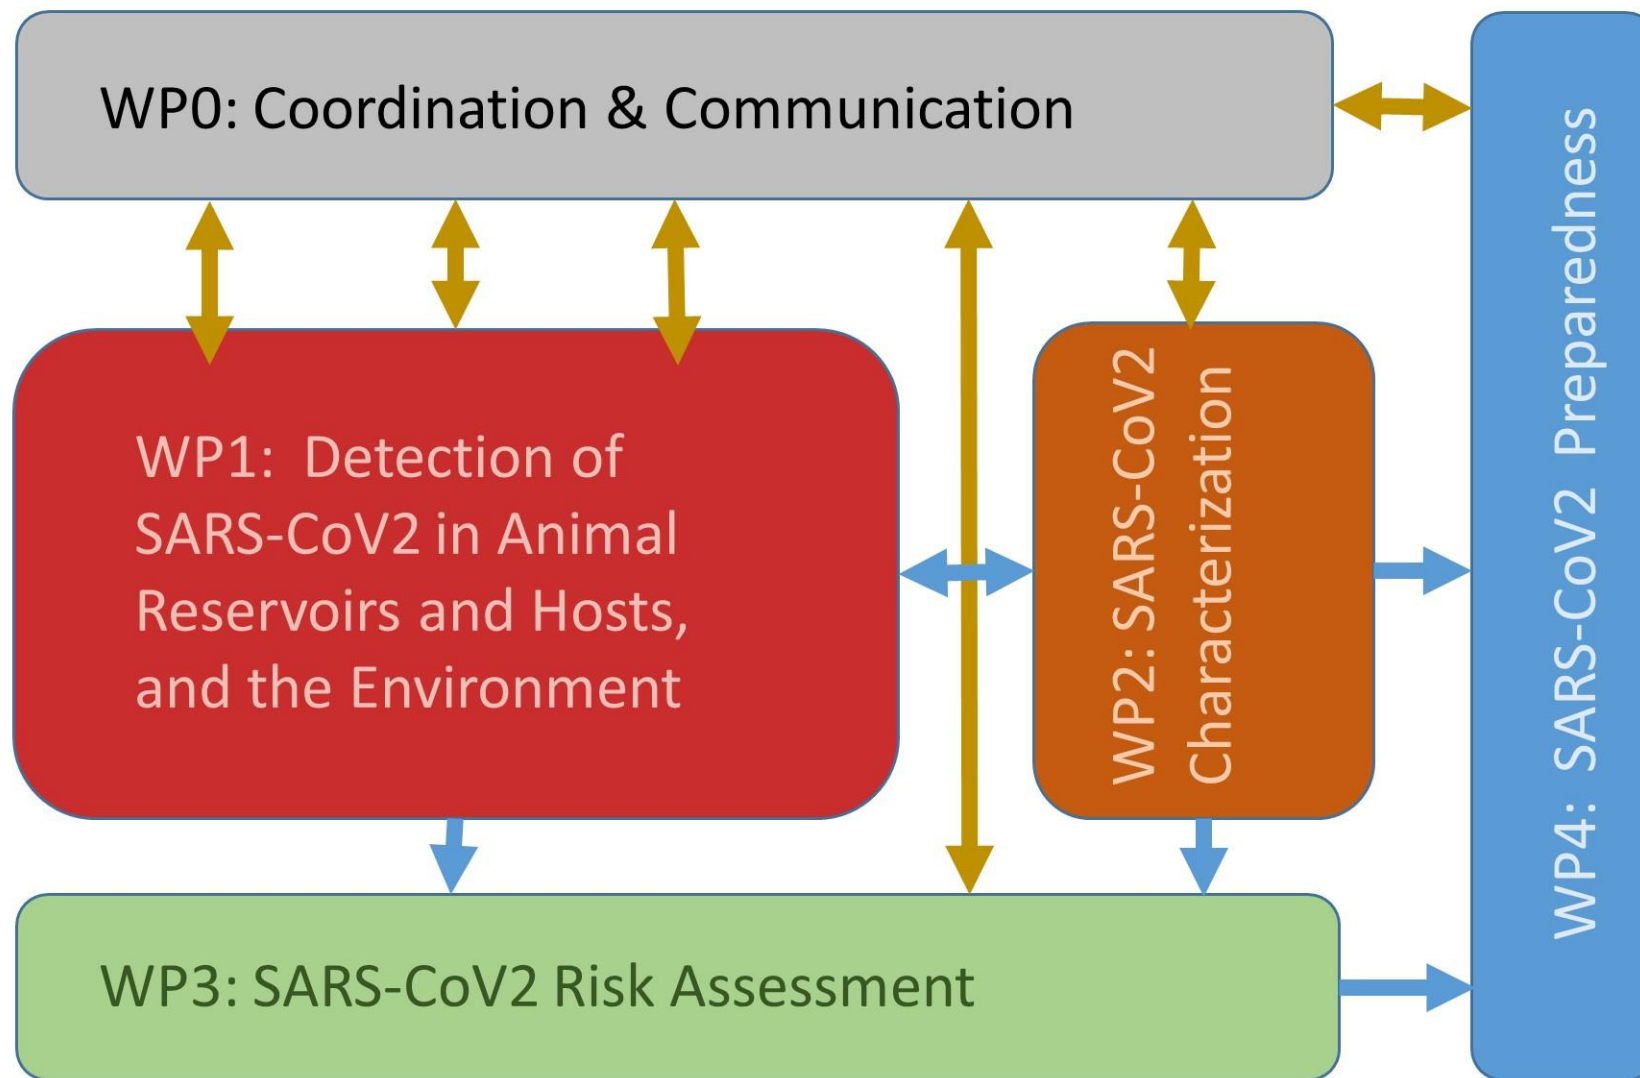 WP0: Coordination & Communication
WP1:  Detection of
SARS-CoV2 in Animal
Reservoirs and Hosts,
and the Environment
WP2: SARS-CoV2
Characterization
WP3: SARS-CoV2 Risk Assessment
WP4:  SARS-CoV2  Preparedness